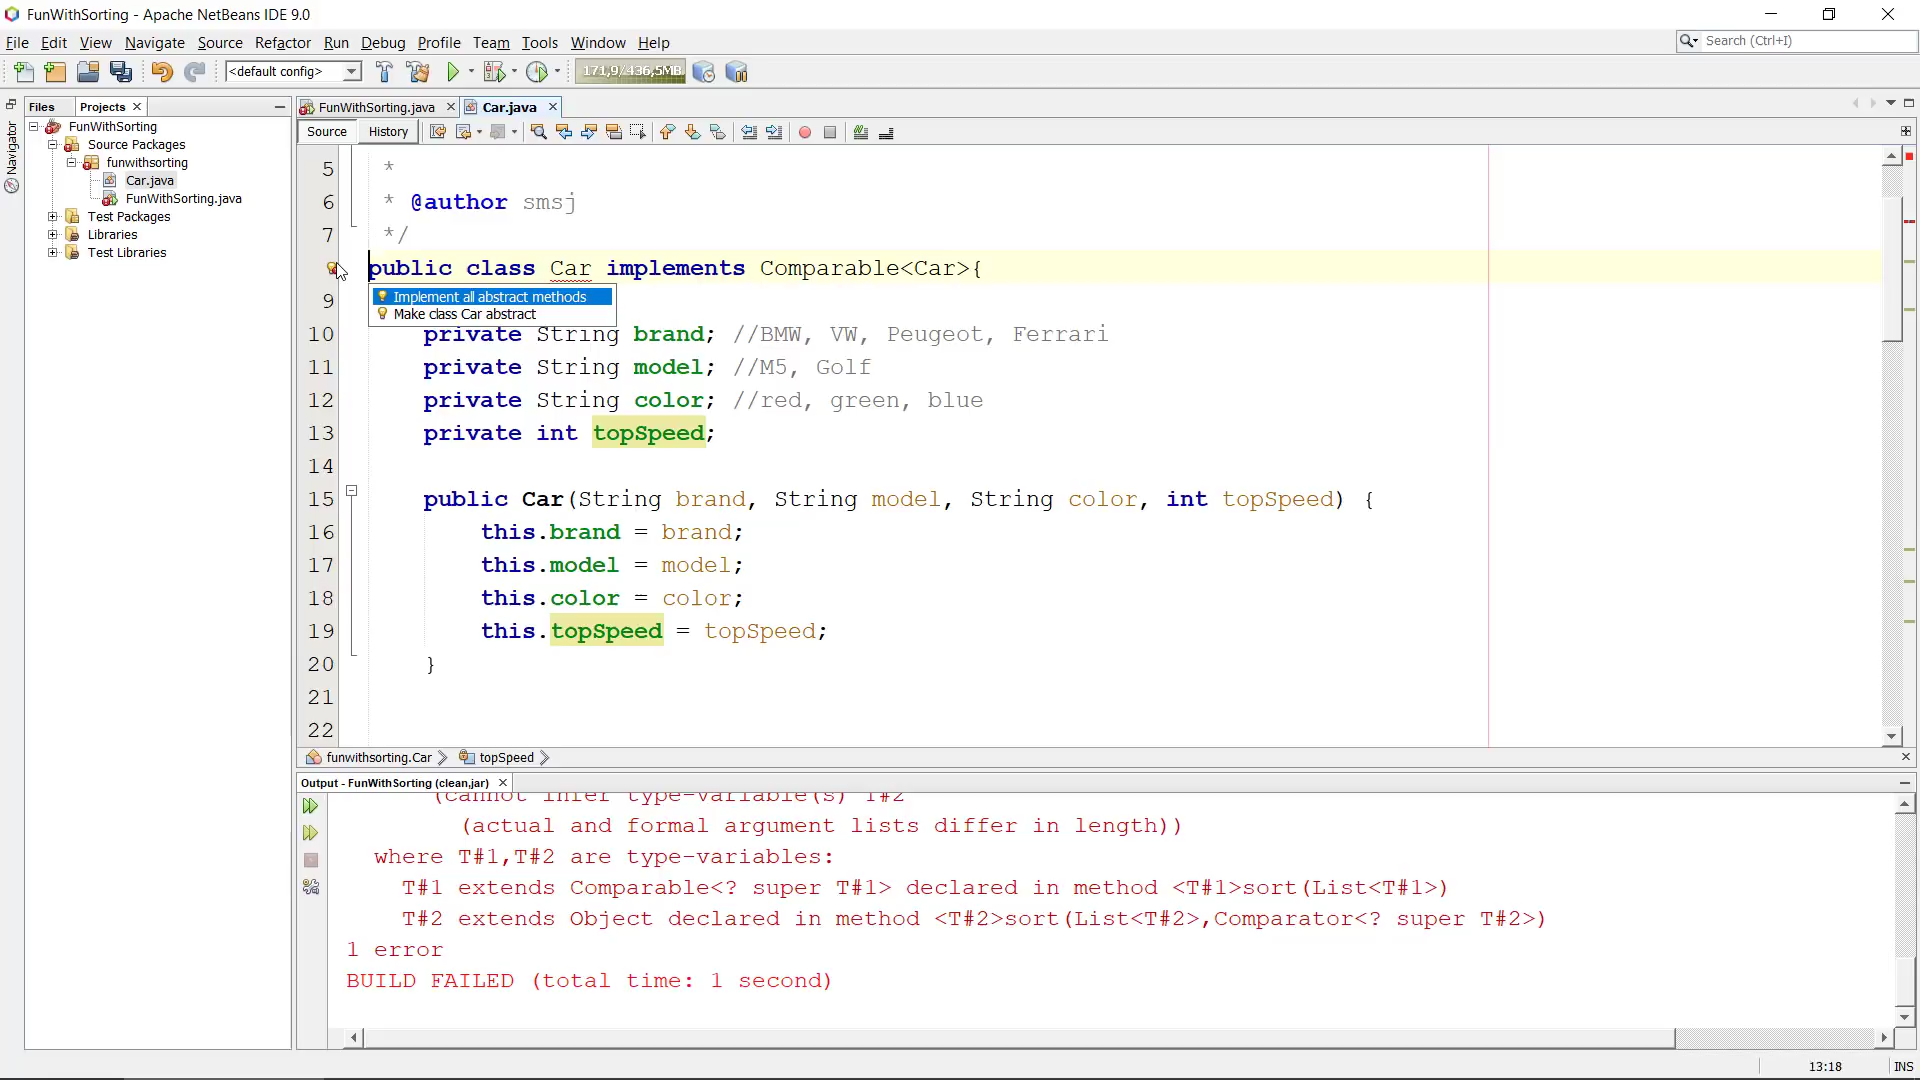 FunWithSorting - Apache NetBeans IDE 9.0
File Edit View Navigate Source Refactor Run Debug Profile Team Tools Window Help
Search (Ctrl+I)
<default config>
171,9/436,5MB
Files Projects
FunWithSorting.java Car.java
Navigator
FunWithSorting
Source Packages
funwithsorting
Car.java
FunWithSorting.java
Test Packages
Libraries
Test Libraries
Source History
5 *
6 * @author smsj
7 */
public class Car implements Comparable<Car>{
9
Implement all abstract methods
Make class Car abstract
10 private String brand; //BMW, VW, Peugeot, Ferrari
11 private String model; //M5, Golf
12 private String color; //red, green, blue
13 private int topSpeed;
14
15 public Car(String brand, String model, String color, int topSpeed) {
16 this.brand = brand;
17 this.model = model;
18 this.color = color;
19 this.topSpeed = topSpeed;
20 }
21
22
funwithsorting.Car topSpeed
Output - FunWithSorting (clean,jar)
(cannot infer type-variable(s) T#2
(actual and formal argument lists differ in length))
where T#1,T#2 are type-variables:
T#1 extends Comparable<? super T#1> declared in method <T#1>sort(List<T#1>)
T#2 extends Object declared in method <T#2>sort(List<T#2>,Comparator<? super T#2>)
1 error
BUILD FAILED (total time: 1 second)
13:18 INS